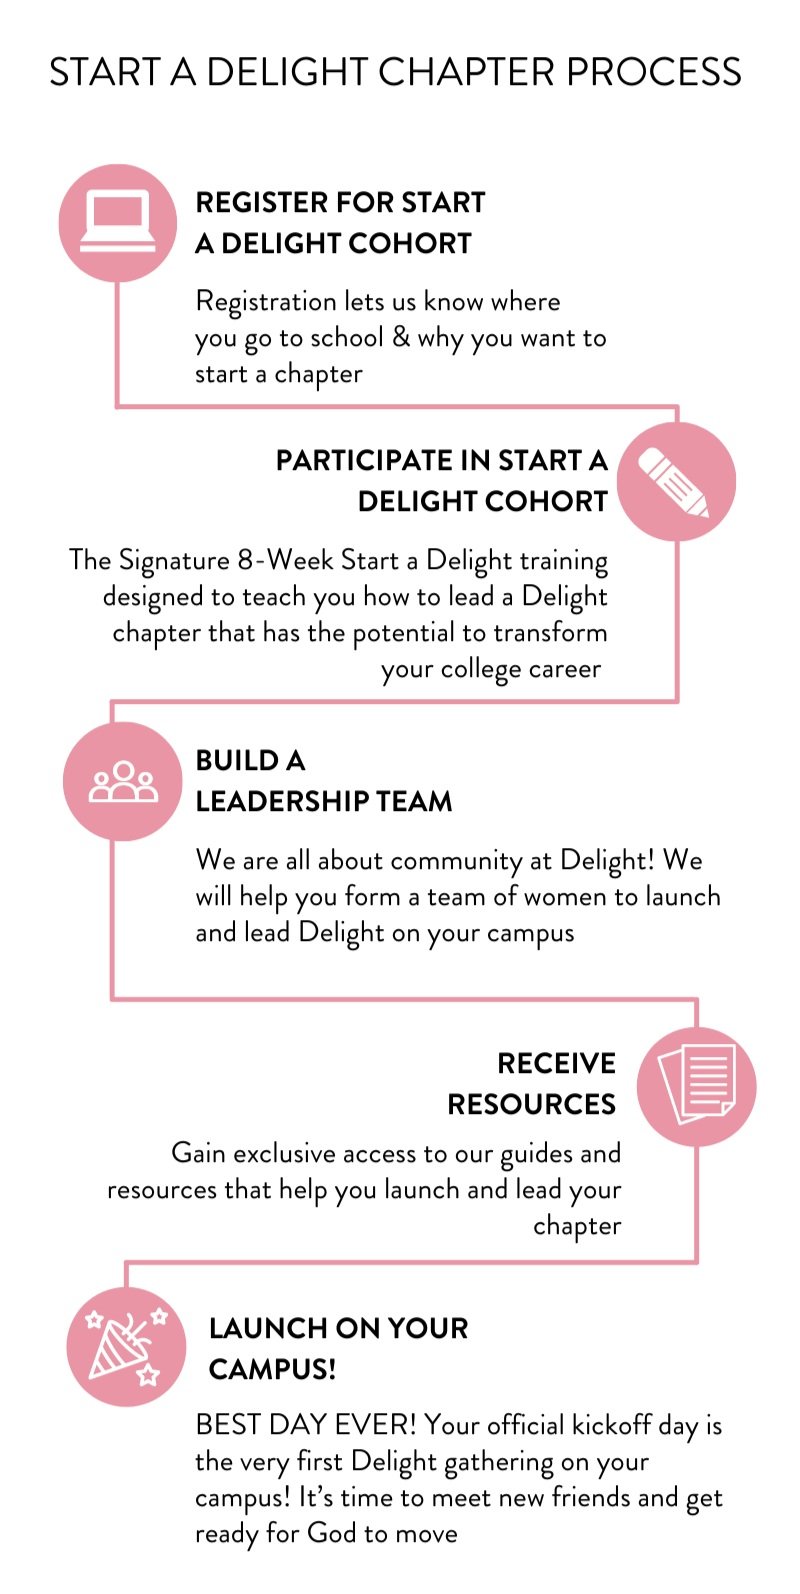 START A DELIGHT CHAPTER PROCESS
REGISTER FOR START
A DELIGHT COHORT
Registration lets us know where
you go to school & why you want to
start a chapter
PARTICIPATE IN START A
DELIGHT COHORT
The Signature 8-Week Start a Delight training
designed to teach you how to lead a Delight
chapter that has the potential to transform
your college career
BUILD A
LEADERSHIP TEAM
We are all about community at Delight! We
will help you form a team of women to launch
and lead Delight on your campus
RECEIVE
RESOURCES
Gain exclusive access to our guides and
resources that help you launch and lead your
chapter
LAUNCH ON YOUR
CAMPUS!
BEST DAY EVER! Your official kickoff day is
the very first Delight gathering on your
campus! It’s time to meet new friends and get
ready for God to move